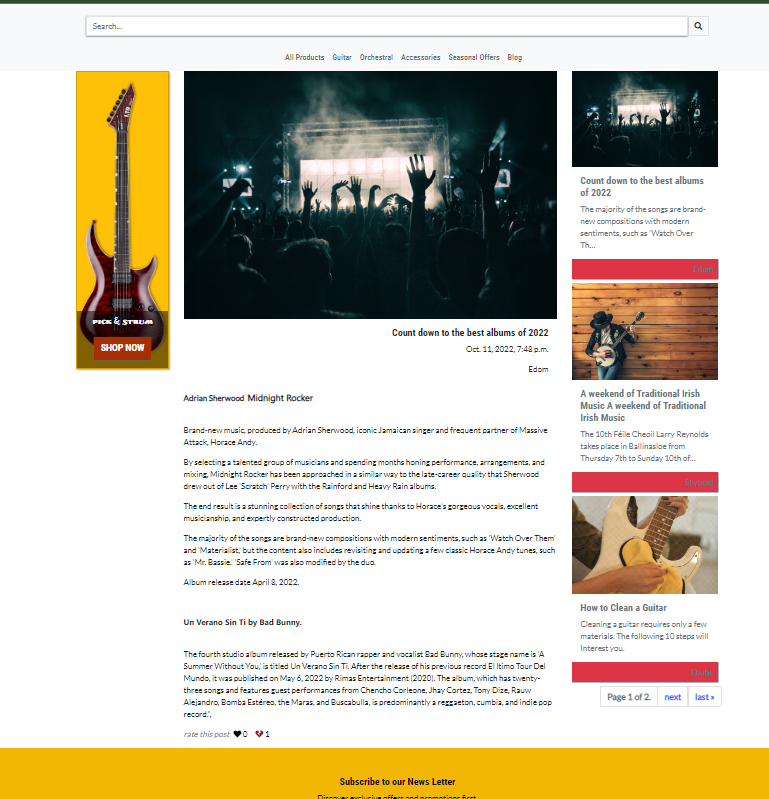 Search...
All Products Guitar Orchestral Accessories Seasonal Offers Blog
PICK & STRUM
SHOP NOW
Count down to the best albums of 2022
Oct. 11, 2022, 7:48 p.m.
Edom
Adrian Sherwood Midnight Rocker
Brand-new music, produced by Adrian Sherwood, iconic Jamaican singer and frequent partner of Massive
Attack, Horace Andy.
By selecting a talented group of musicians and spending months honing performance, arrangements, and
mixing, Midnight Rocker has been approached in a similar way to the late-career quality that Sherwood
drew out of Lee 'Scratch' Perry with the Rainford and Heavy Rain albums.
The end result is a stunning collection of songs that shine thanks to Horace's gorgeous vocals, excellent
musicianship, and expertly constructed production.
The majority of the songs are brand-new compositions with modern sentiments, such as 'Watch Over Them'
and 'Materialist,' but the content also includes revisiting and updating a few classic Horace Andy tunes, such
as 'Mr. Bassie.' 'Safe From' was also modified by the duo.
Album release date April 8, 2022.
Un Verano Sin Ti by Bad Bunny.
The fourth studio album released by Puerto Rican rapper and vocalist Bad Bunny, whose stage name is 'A
Summer Without You,' is titled Un Verano Sin Ti. After the release of his previous record El ltimo Tour Del
Mundo, it was published on May 6, 2022 by Rimas Entertainment (2020). The album, which has twenty-
three songs and features guest performances from Chencho Corleone, Jhay Cortez, Tony Dize, Rauw
Alejandro, Bomba Estéreo, the Maras, and Buscabulla, is predominantly a reggaeton, cumbia, and indie pop
record.",
rate this post: 0 1
Count down to the best albums
of 2022
The majority of the songs are brand-
new compositions with modern
sentiments, such as 'Watch Over
Th...
Edom
A weekend of Traditional Irish
Music A weekend of Traditional
Irish Music
The 10th Féile Cheoil Larry Reynolds
takes place in Ballinasloe from
Thursday 7th to Sunday 10th of...
How to Clean a Guitar
Cleaning a guitar requires only a few
materials. The following 10 steps will
Interest you.
Page 1 of 2. next last »
Subscribe to our News Letter
Discover exclusive offers and promotions first